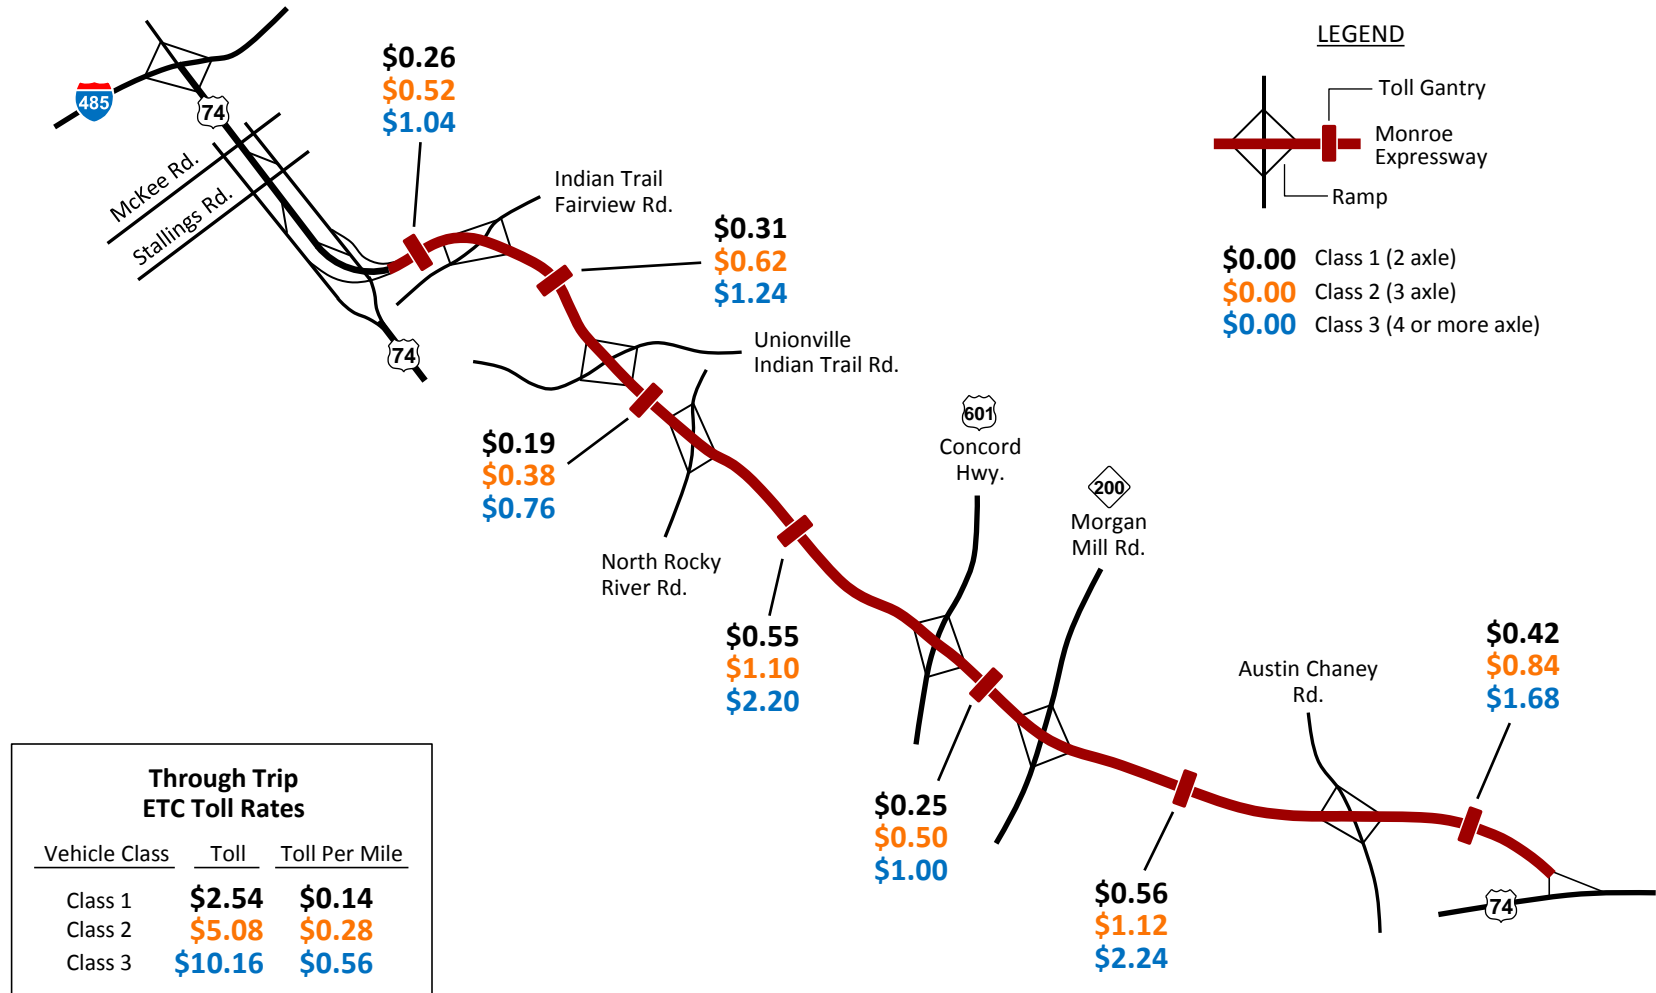 LEGEND
Toll Gantry
Monroe
Expressway
Ramp
$0.00 Class 1 (2 axle)
$0.00 Class 2 (3 axle)
$0.00 Class 3 (4 or more axle)
485
74
McKee Rd.
Stallings Rd.
$0.26
$0.52
$1.04
Indian Trail
Fairview Rd.
$0.31
$0.62
$1.24
74
Unionville
Indian Trail Rd.
$0.19
$0.38
$0.76
North Rocky
River Rd.
601
Concord
Hwy.
200
Morgan
Mill Rd.
$0.55
$1.10
$2.20
$0.25
$0.50
$1.00
Austin Chaney
Rd.
$0.42
$0.84
$1.68
$0.56
$1.12
$2.24
74
Through Trip
ETC Toll Rates
Vehicle Class Toll Toll Per Mile
Class 1 $2.54 $0.14
Class 2 $5.08 $0.28
Class 3 $10.16 $0.56